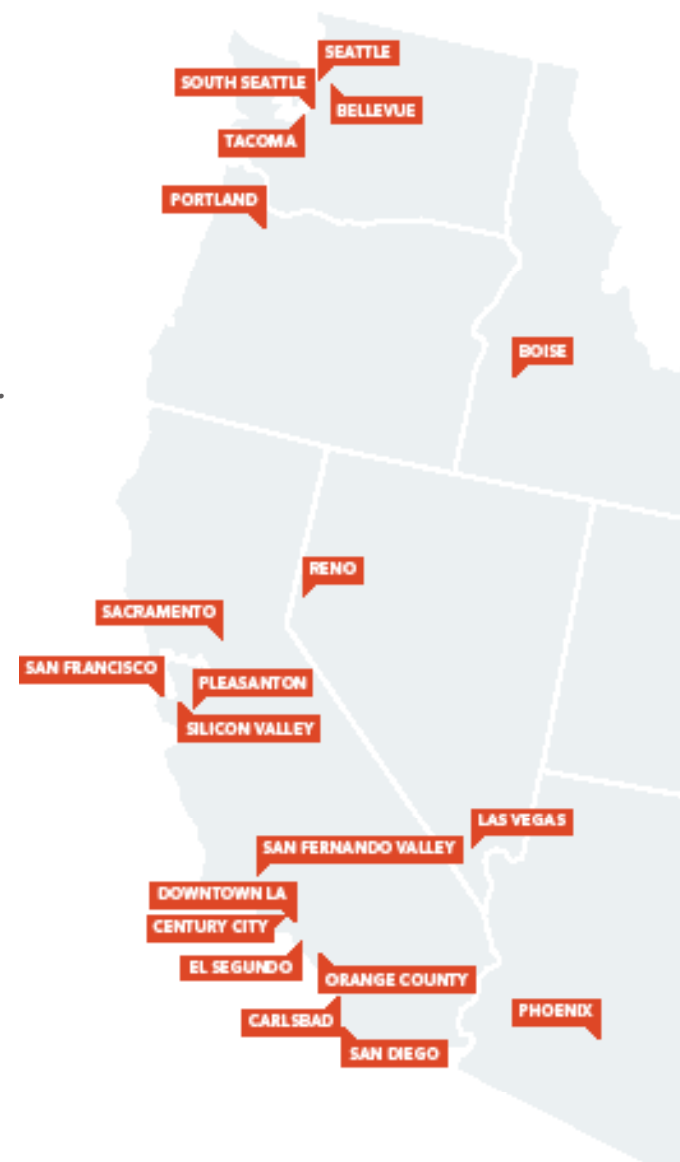 SEATTLE
SOUTH SEATTLE
BELLEVUE
TACOMA
PORTLAND
BOISE
RENO
SACRAMENTO
SAN FRANCISCO
PLEASANTON
SILICON VALLEY
LAS VEGAS
SAN FERNANDO VALLEY
DOWNTOWN LA
CENTURY CITY
EL SEGUNDO
ORANGE COUNTY
PHOENIX
CARLSBAD
SAN DIEGO